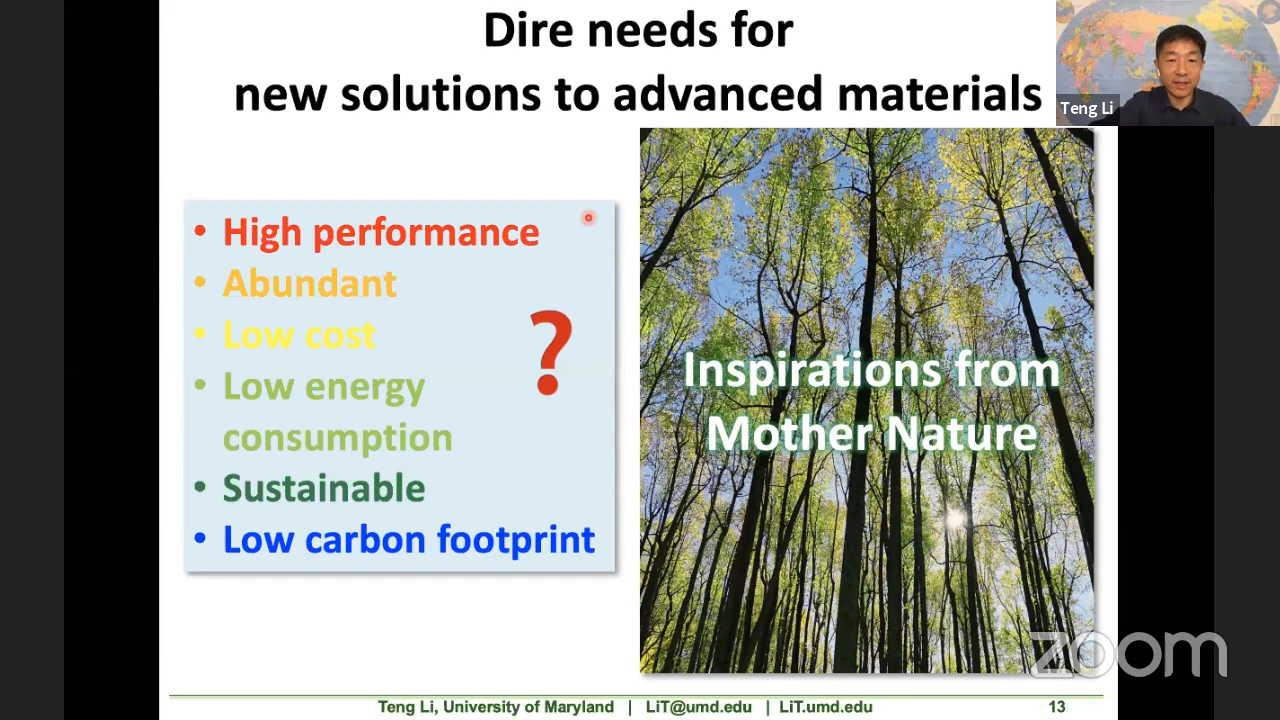 Dire needs for
new solutions to advanced materials
Teng Li
• High performance
• Abundant
• Low cost
• Low energy
consumption
• Sustainable
• Low carbon footprint
?
Inspirations from
Mother Nature
zoom
Teng Li, University of Maryland | LiT@umd.edu | LiT.umd.edu 13